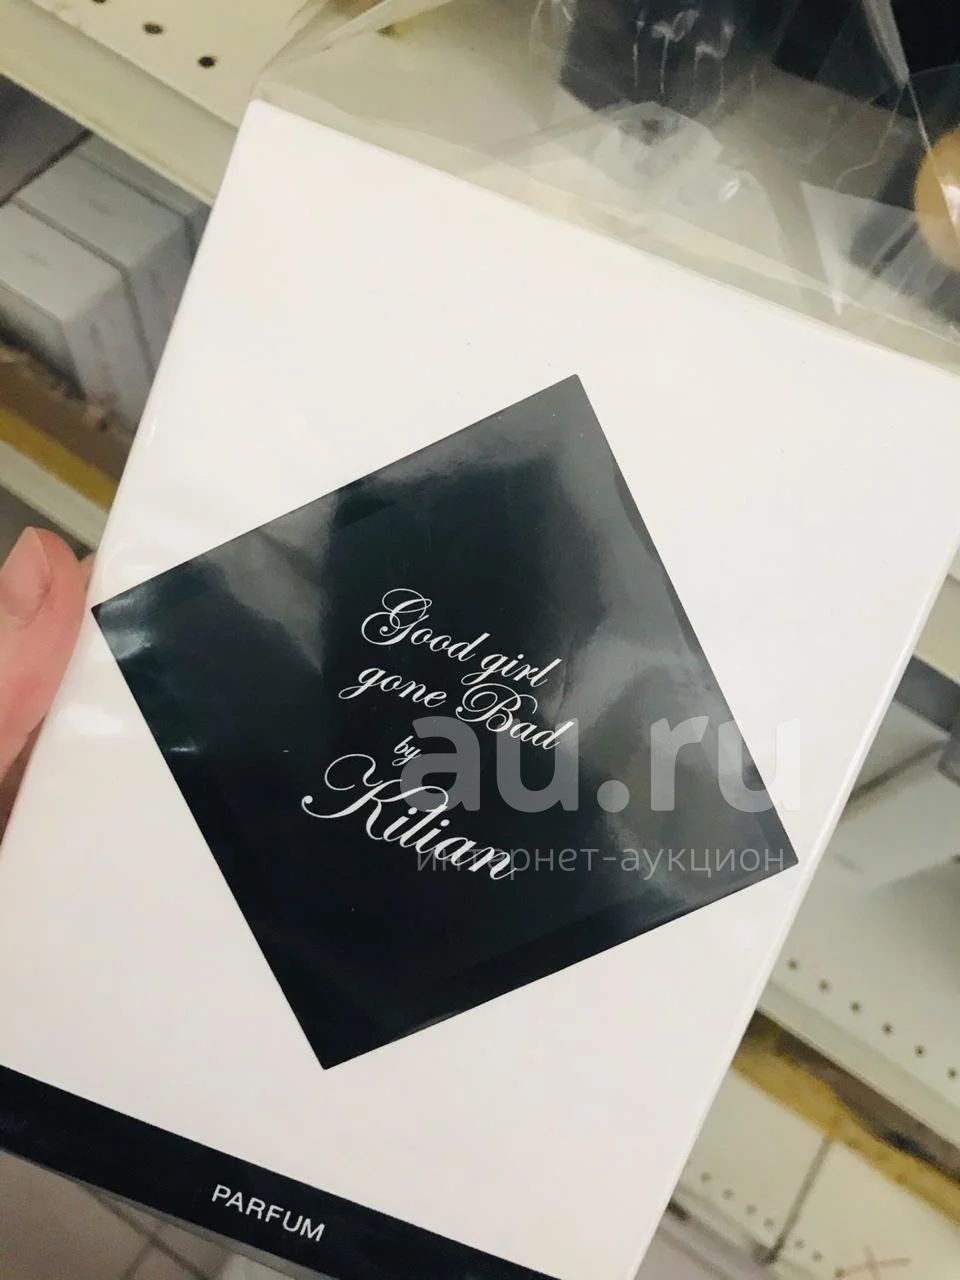 Good girl
gone Bad
by
Kilian
au.ru
интернет-аукцион
PARFUM